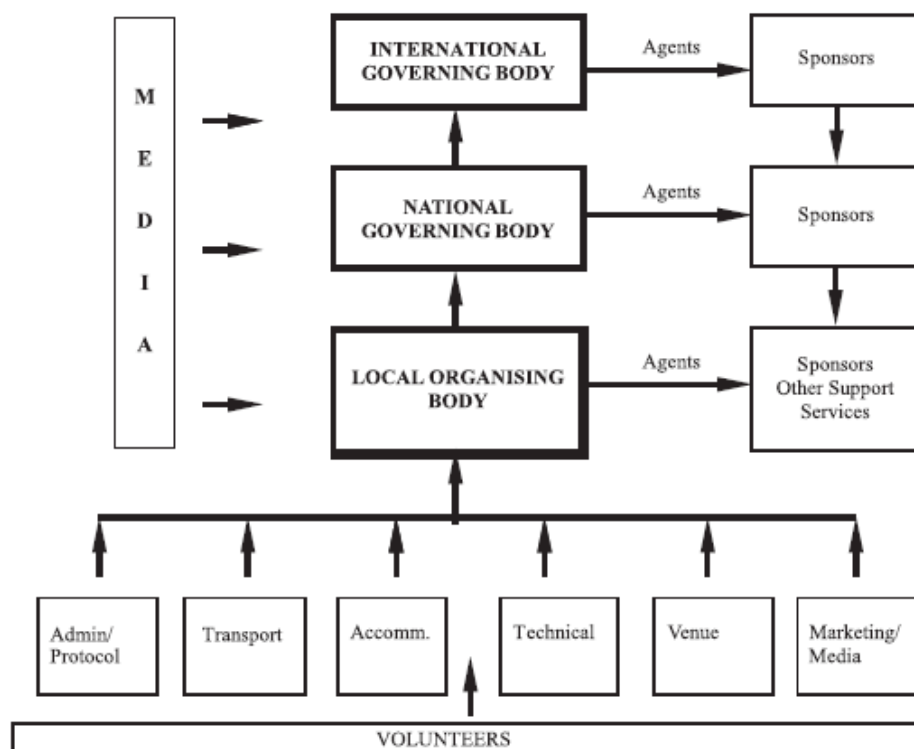 INTERNATIONAL
GOVERNING BODY
Agents
Sponsors
M
E
D
I
A
NATIONAL
GOVERNING BODY
Agents
Sponsors
LOCAL ORGANISING
BODY
Agents
Sponsors
Other Support
Services
Admin/
Protocol
Transport
Accomm.
Technical
Venue
Marketing/
Media
VOLUNTEERS